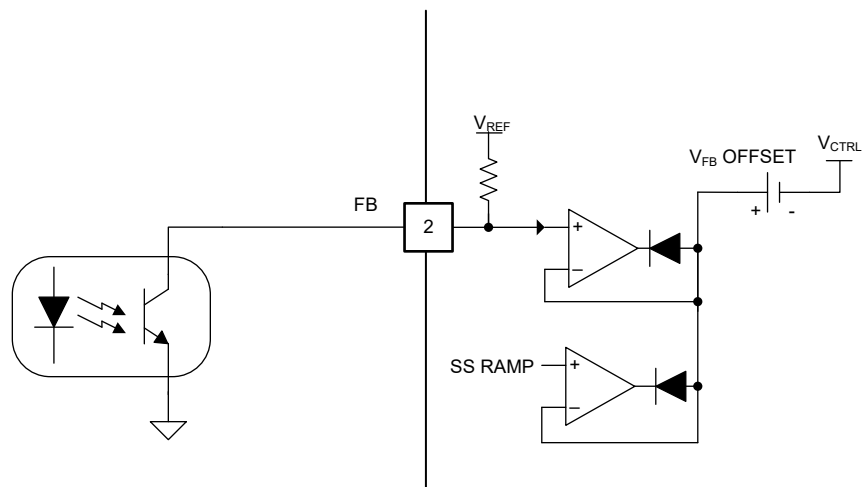 V_REF
V_CTRL
V_FB OFFSET
FB
2
+
-
+
–
SS RAMP
+
–